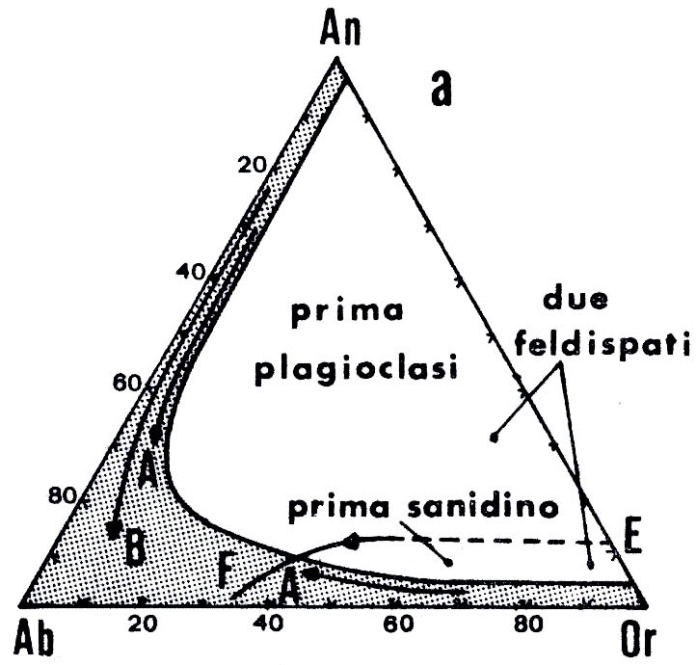 An
a
20
40
prima
plagioclasi
due
feldispati
60
A
80
prima sanidino
B
F
A
E
Ab
20
40
60
80
Or